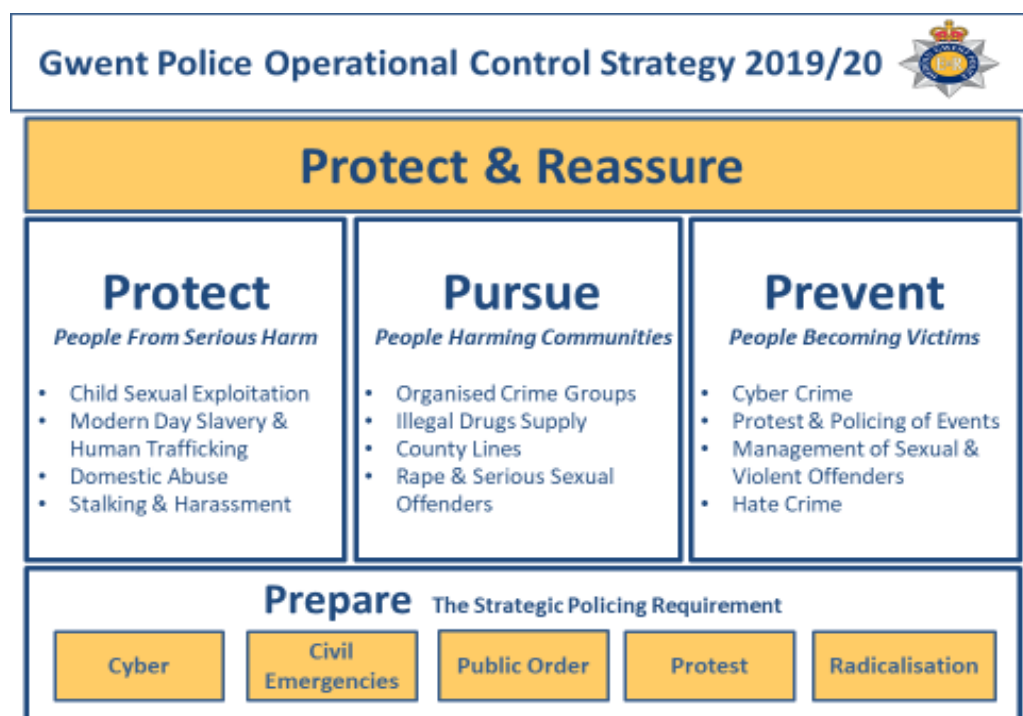 Gwent Police Operational Control Strategy 2019/20
Protect & Reassure
Protect
People From Serious Harm
• Child Sexual Exploitation
• Modern Day Slavery &
Human Trafficking
• Domestic Abuse
• Stalking & Harassment
Pursue
People Harming Communities
• Organised Crime Groups
• Illegal Drugs Supply
• County Lines
• Rape & Serious Sexual
Offenders
Prevent
People Becoming Victims
• Cyber Crime
• Protest & Policing of Events
• Management of Sexual &
Violent Offenders
• Hate Crime
Prepare The Strategic Policing Requirement
Cyber
Civil
Emergencies
Public Order
Protest
Radicalisation